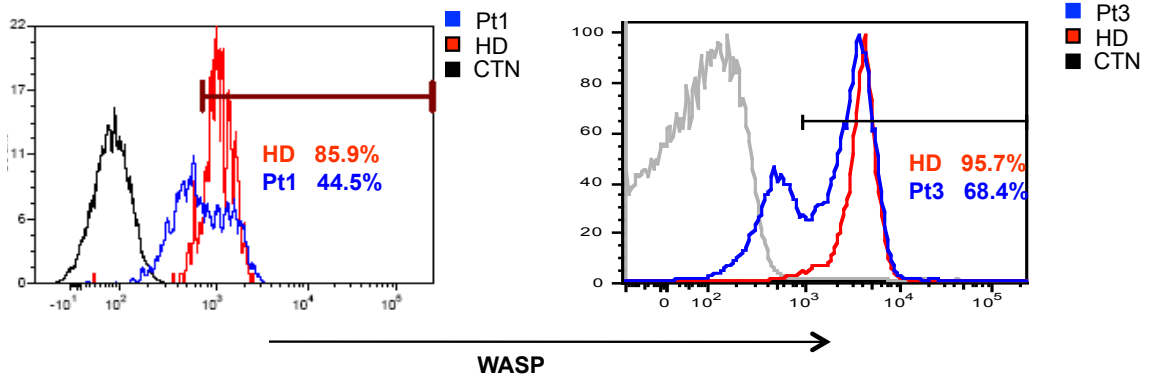 Pt1
HD
CTN
22
17
11
6
0
-10¹ 10² 10³ 10⁴ 10⁵
HD 85.9%
Pt1 44.5%
Pt3
HD
CTN
100
80
60
40
20
0
0 10² 10³ 10⁴ 10⁵
HD 95.7%
Pt3 68.4%
WASP